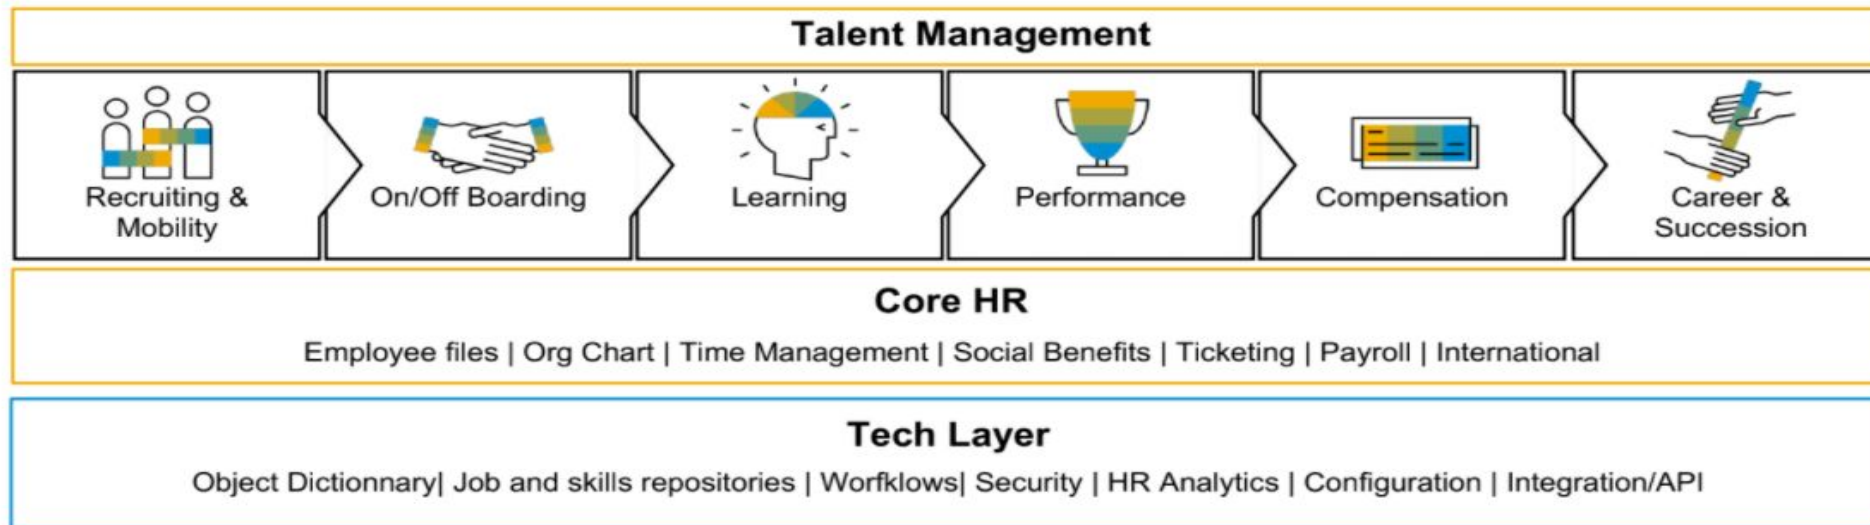 Talent Management
Recruiting &
Mobility
On/Off Boarding
Learning
Performance
Compensation
Career &
Succession
Core HR
Employee files | Org Chart | Time Management | Social Benefits | Ticketing | Payroll | International
Tech Layer
Object Dictionnary| Job and skills repositories | Worfklows| Security | HR Analytics | Configuration | Integration/API